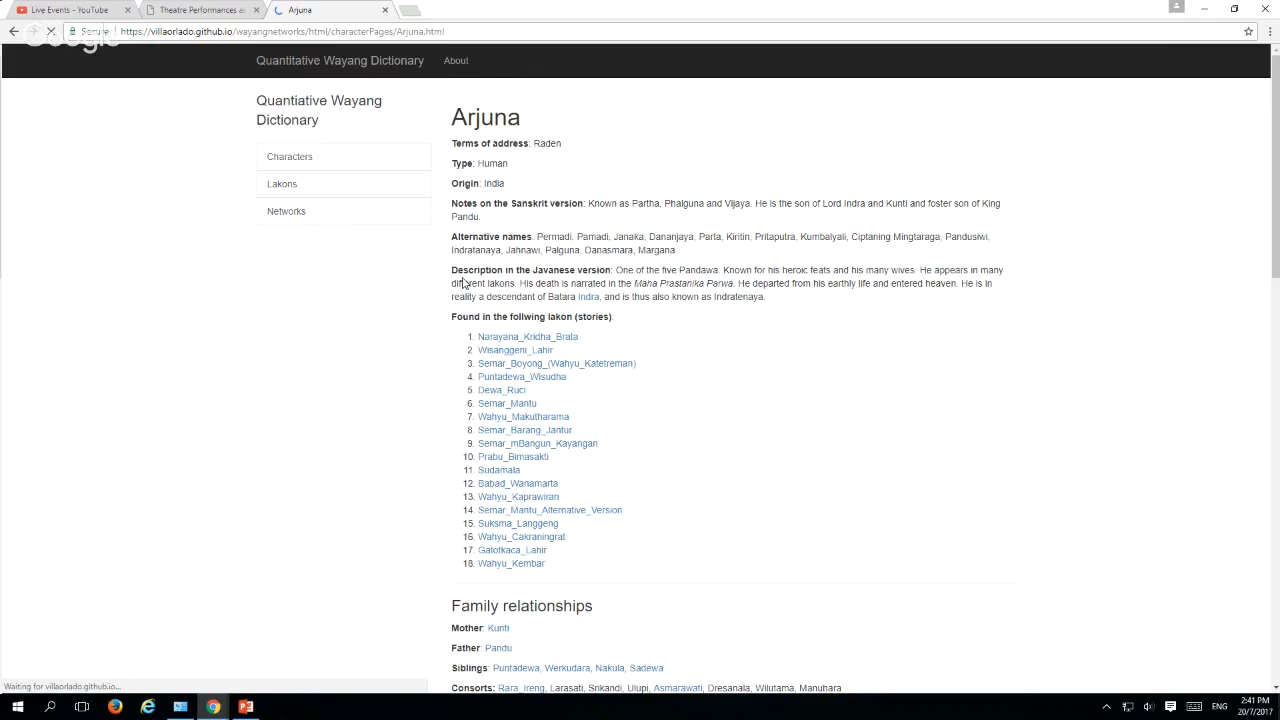 Live Events - YouTube
Theatre Performances as
Arjuna
Secure
https://villaorlado.github.io/wayangnetworks/html/characterPages/Arjuna.html
Google
Quantitative Wayang Dictionary
About
Quantiative Wayang
Dictionary
Characters
Lakons
Networks
Arjuna
Terms of address: Raden
Type: Human
Origin: India
Notes on the Sanskrit version: Known as Partha, Phalguna and Vijaya. He is the son of Lord Indra and Kunti and foster son of King
Pandu.
Alternative names: Permadi, Pamadi, Janaka, Dananjaya, Parta, Kiritin, Pritaputra, Kumbalyali, Ciptaning Mingtaraga, Pandusiwi,
Indratanaya, Jahnawi, Palguna, Danasmara, Margana
Description in the Javanese version: One of the five Pandawa. Known for his heroic feats and his many wives. He appears in many
different lakons. His death is narrated in the Maha Prastanika Parwa. He departed from his earthly life and entered heaven. He is in
reality a descendant of Batara Indra, and is thus also known as Indratenaya.
Found in the follwing lakon (stories):
1. Narayana_Kridha_Brata
2. Wisanggeni_Lahir
3. Semar_Boyong_(Wahyu_Katetreman)
4. Puntadewa_Wisudha
5. Dewa_Ruci
6. Semar_Mantu
7. Wahyu_Makutharama
8. Semar_Barang_Jantur
9. Semar_mBangun_Kayangan
10. Prabu_Bimasakti
11. Sudamala
12. Babad_Wanamarta
13. Wahyu_Kaprawiran
14. Semar_Mantu_Alternative_Version
15. Suksma_Langgeng
16. Wahyu_Cakraningrat
17. Gatotkaca_Lahir
18. Wahyu_Kembar
Family relationships
Mother: Kunti
Father: Pandu
Siblings: Puntadewa, Werkudara, Nakula, Sadewa
Consorts: Rara_Ireng, Larasati, Srikandi, Ulupi, Asmarawati, Dresanala, Wilutama, Manuhara
Waiting for villaorlado.github.io...
ENG
2:41 PM
20/7/2017